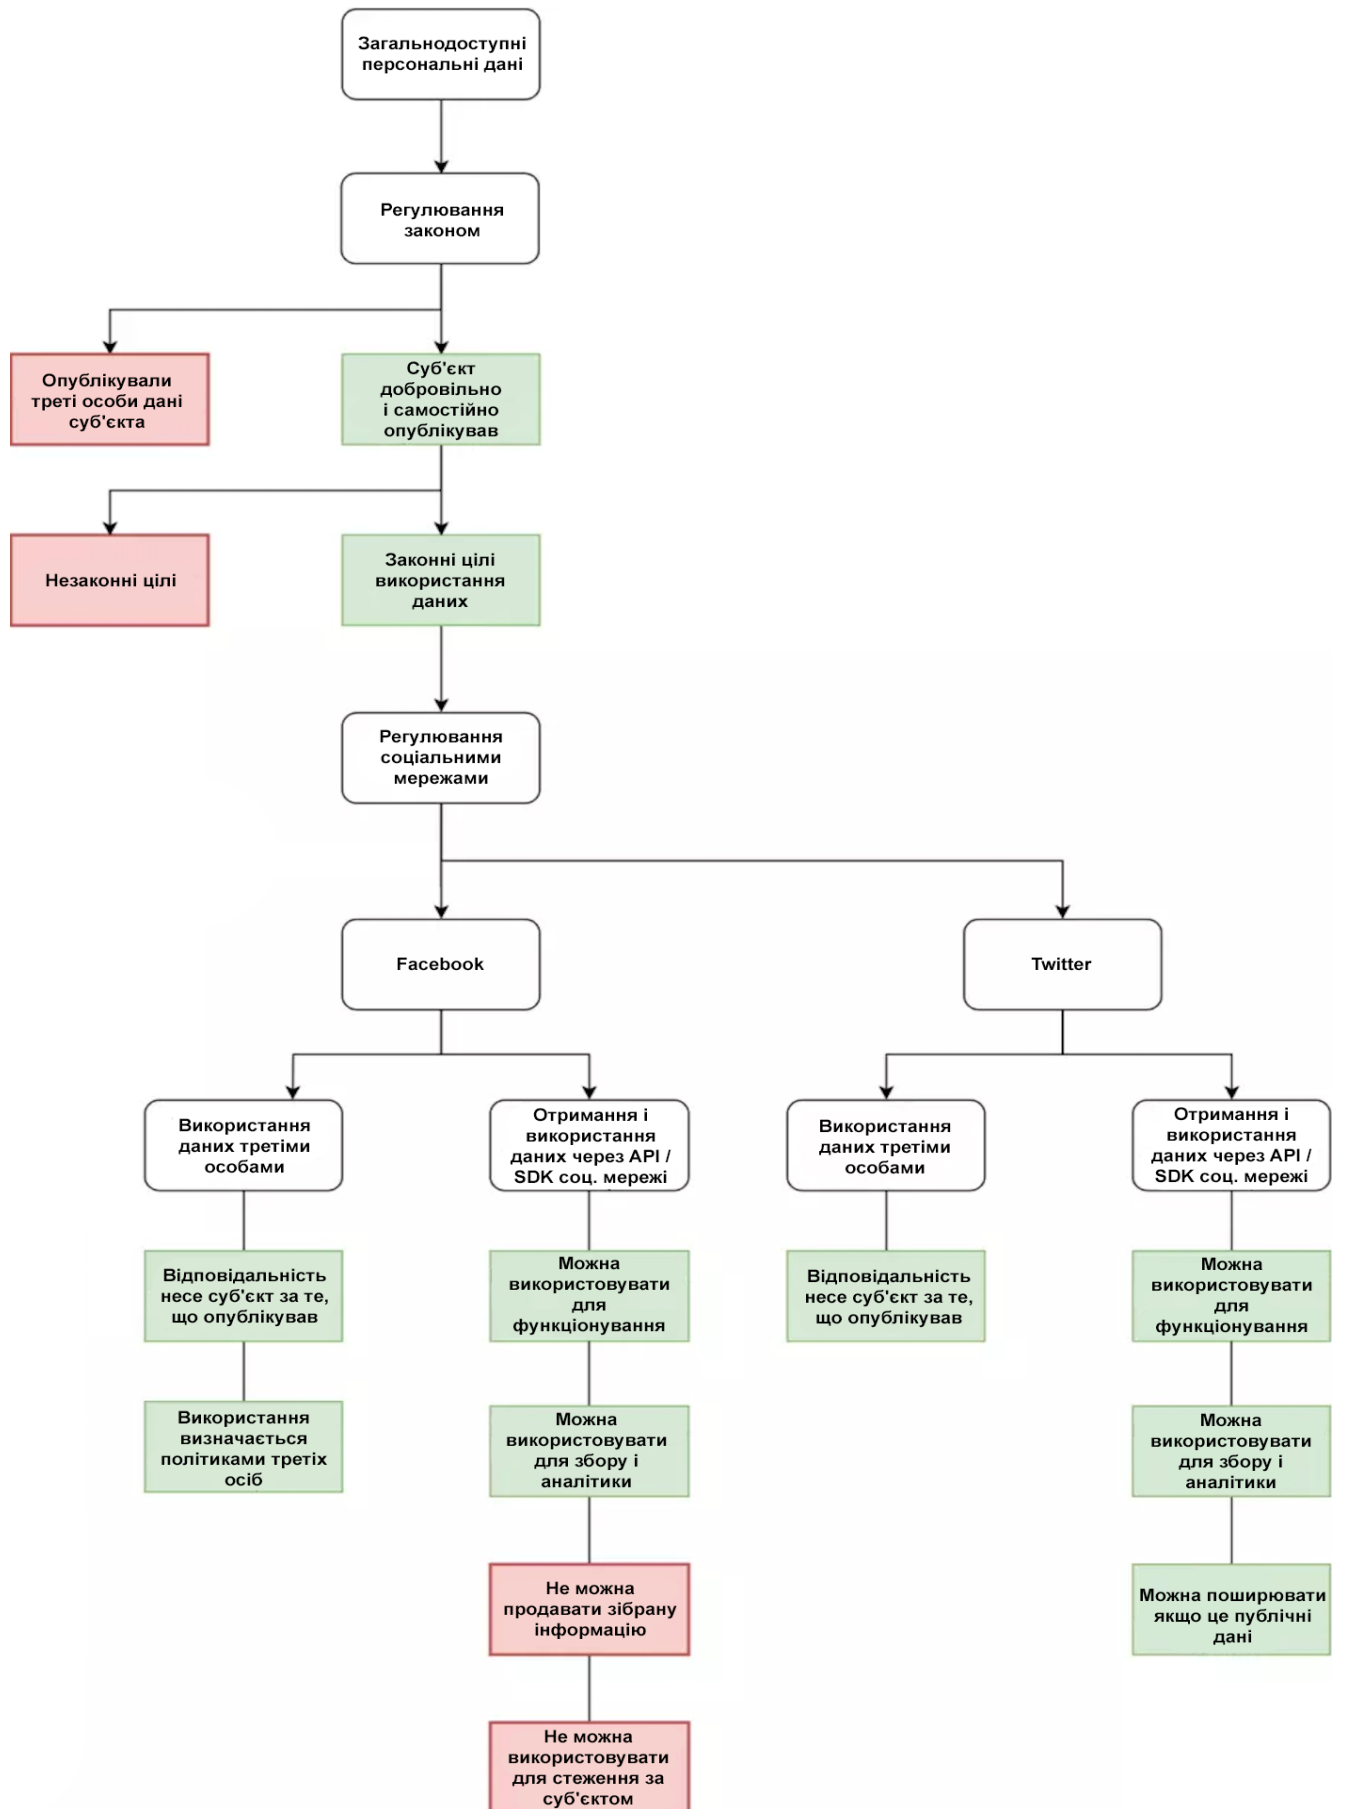 Загальнодоступні
персональні дані
Регулювання
законом
Опублікували
треті особи дані
суб'єкта
Суб'єкт
добровільно
і самостійно
опублікував
Незаконні цілі
Законні цілі
використання
даних
Регулювання
соціальними
мережами
Facebook
Twitter
Використання
даних третіми
особами
Отримання і
використання
даних через API /
SDK соц. мережі
Використання
даних третіми
особами
Отримання і
використання
даних через API /
SDK соц. мережі
Відповідальність
несе суб'єкт за те,
що опублікував
Можна
використовувати
для
функціонування
Відповідальність
несе суб'єкт за те,
що опублікував
Можна
використовувати
для
функціонування
Використання
визначається
політиками третіх
осіб
Можна
використовувати
для збору і
аналітики
Можна
використовувати
для збору і
аналітики
Не можна
продавати зібрану
інформацію
Можна поширювати
якщо це публічні
дані
Не можна
використовувати
для стеження за
суб'єктом